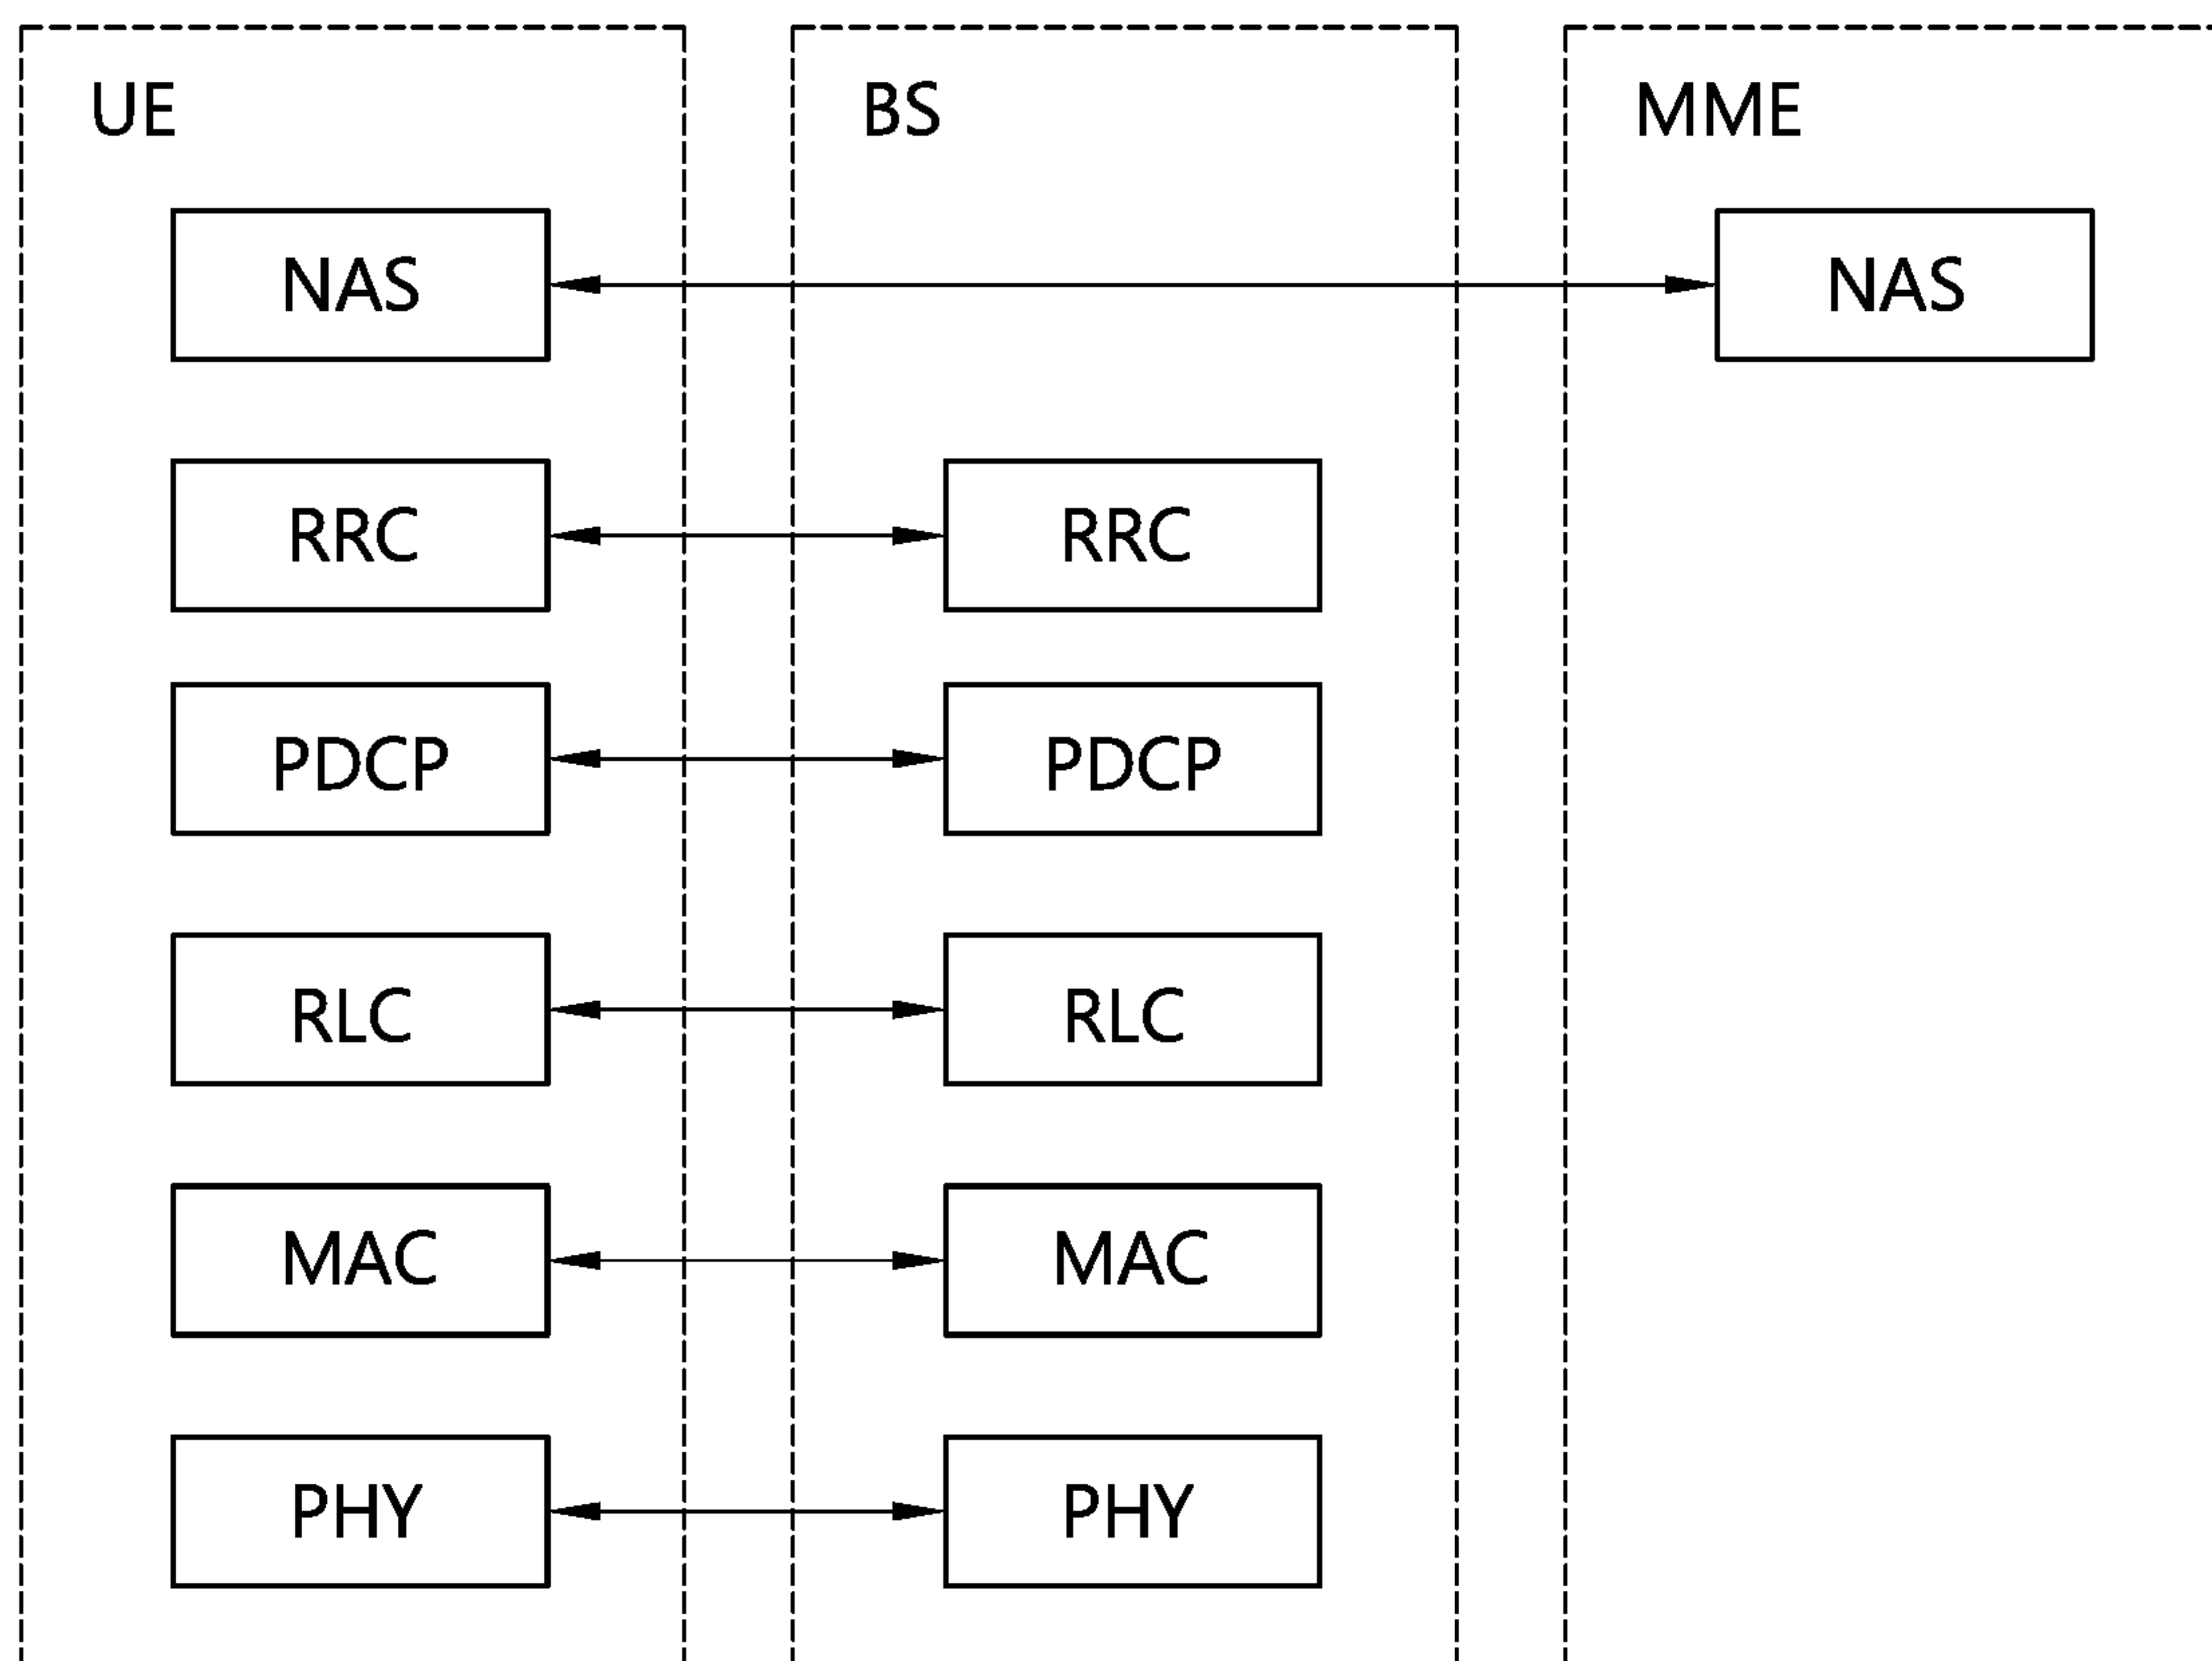 UE BS MME
NAS NAS
RRC RRC
PDCP PDCP
RLC RLC
MAC MAC
PHY PHY